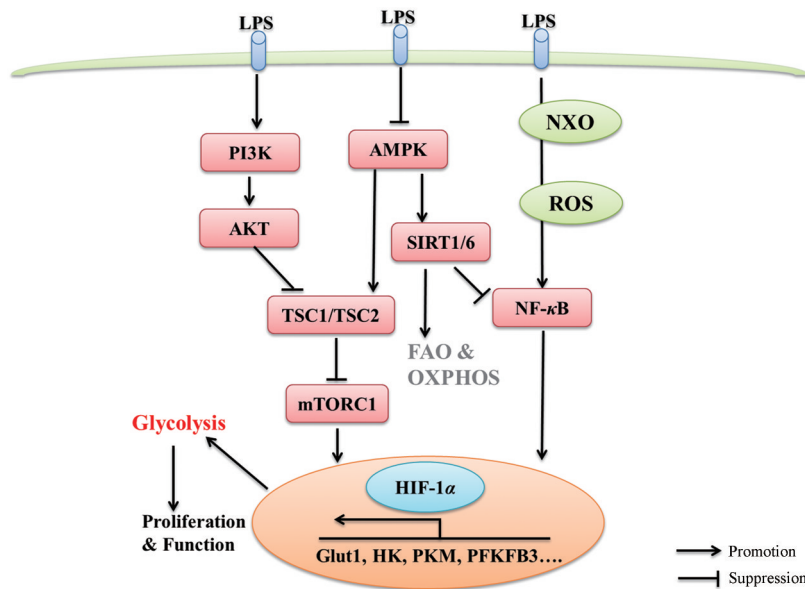 LPS
LPS
LPS
NXO
PI3K
AMPK
ROS
AKT
SIRT1/6
TSC1/TSC2
NF-κB
FAO &
OXPHOS
mTORC1
Glycolysis
HIF-1α
Proliferation
& Function
Glut1, HK, PKM, PFKFB3....
Promotion
Suppression